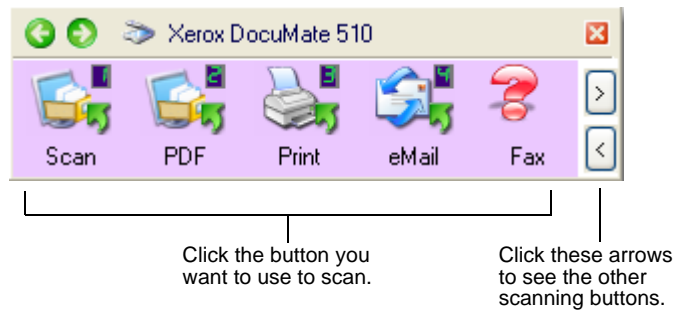 Xerox DocuMate 510
1 2 3 4
> 
Scan PDF Print eMail Fax
<
Click the button you
want to use to scan.
Click these arrows
to see the other
scanning buttons.